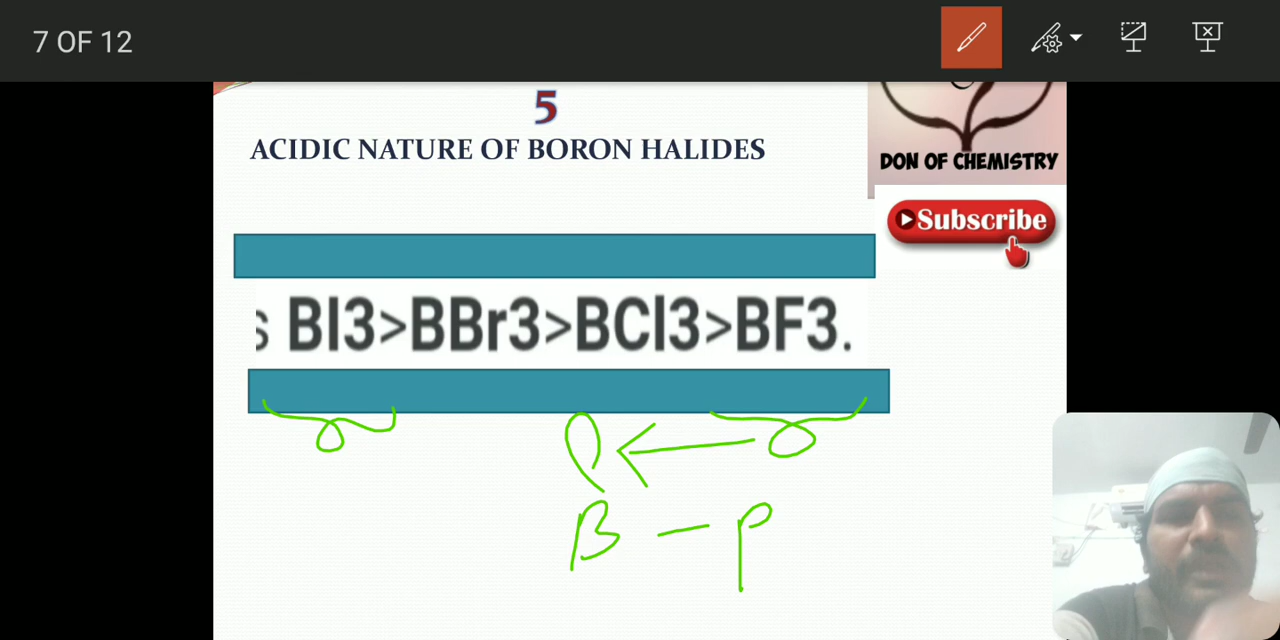 7 OF 12
5
ACIDIC NATURE OF BORON HALIDES
DON OF CHEMISTRY
Subscribe
s BI3>BBr3>BCl3>BF3.
B - P